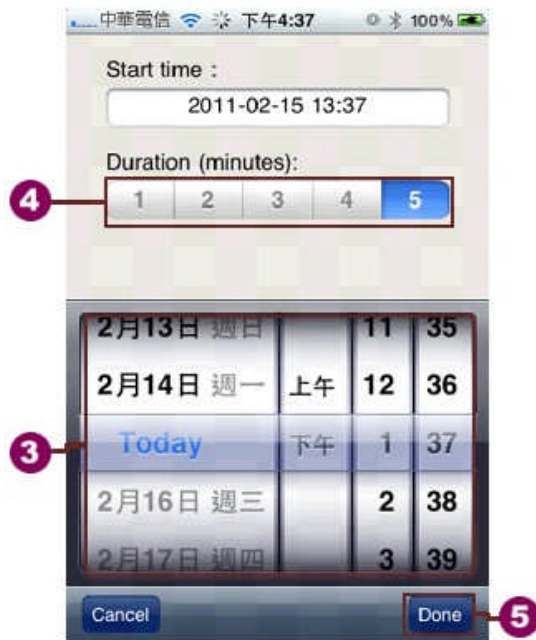 中華電信 下午4:37 100%
Start time :
2011-02-15 13:37
Duration (minutes):
4 1 2 3 4 5
2月13日 週日 11 35
2月14日 週一 上午 12 36
3 Today 下午 1 37
2月16日 週三 2 38
2月17日 週四 3 39
Cancel Done 5